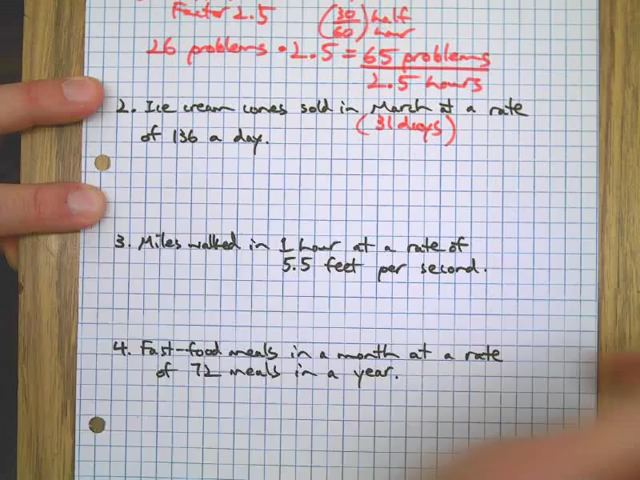 Factor 2.5 (30/60) half hour
26 problems • 2.5 = 65 problems / 2.5 hours
2. Ice cream cones sold in March at a rate
(31 days)
of 136 a day.
3. Miles walked in 1 hour at a rate of
5.5 feet per second.
4. Fast-food meals in a month at a rate
of 72 meals in a year.